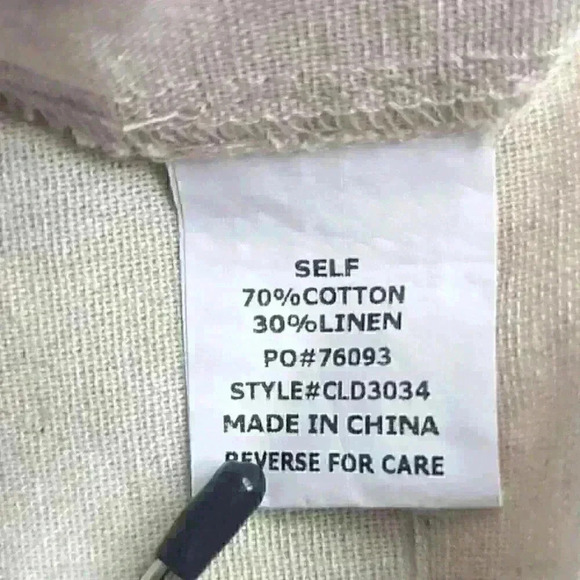 SELF
70%COTTON
30%LINEN
PO#76093
STYLE#CLD3034
MADE IN CHINA
REVERSE FOR CARE